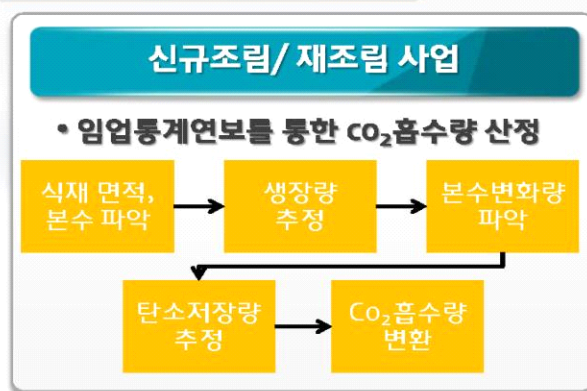 신규조림/ 재조림 사업
• 임업통계연보를 통한 CO₂흡수량 산정
식재 면적,
본수 파악
생장량
추정
본수변화량
파악
탄소저장량
추정
Co₂흡수량
변환